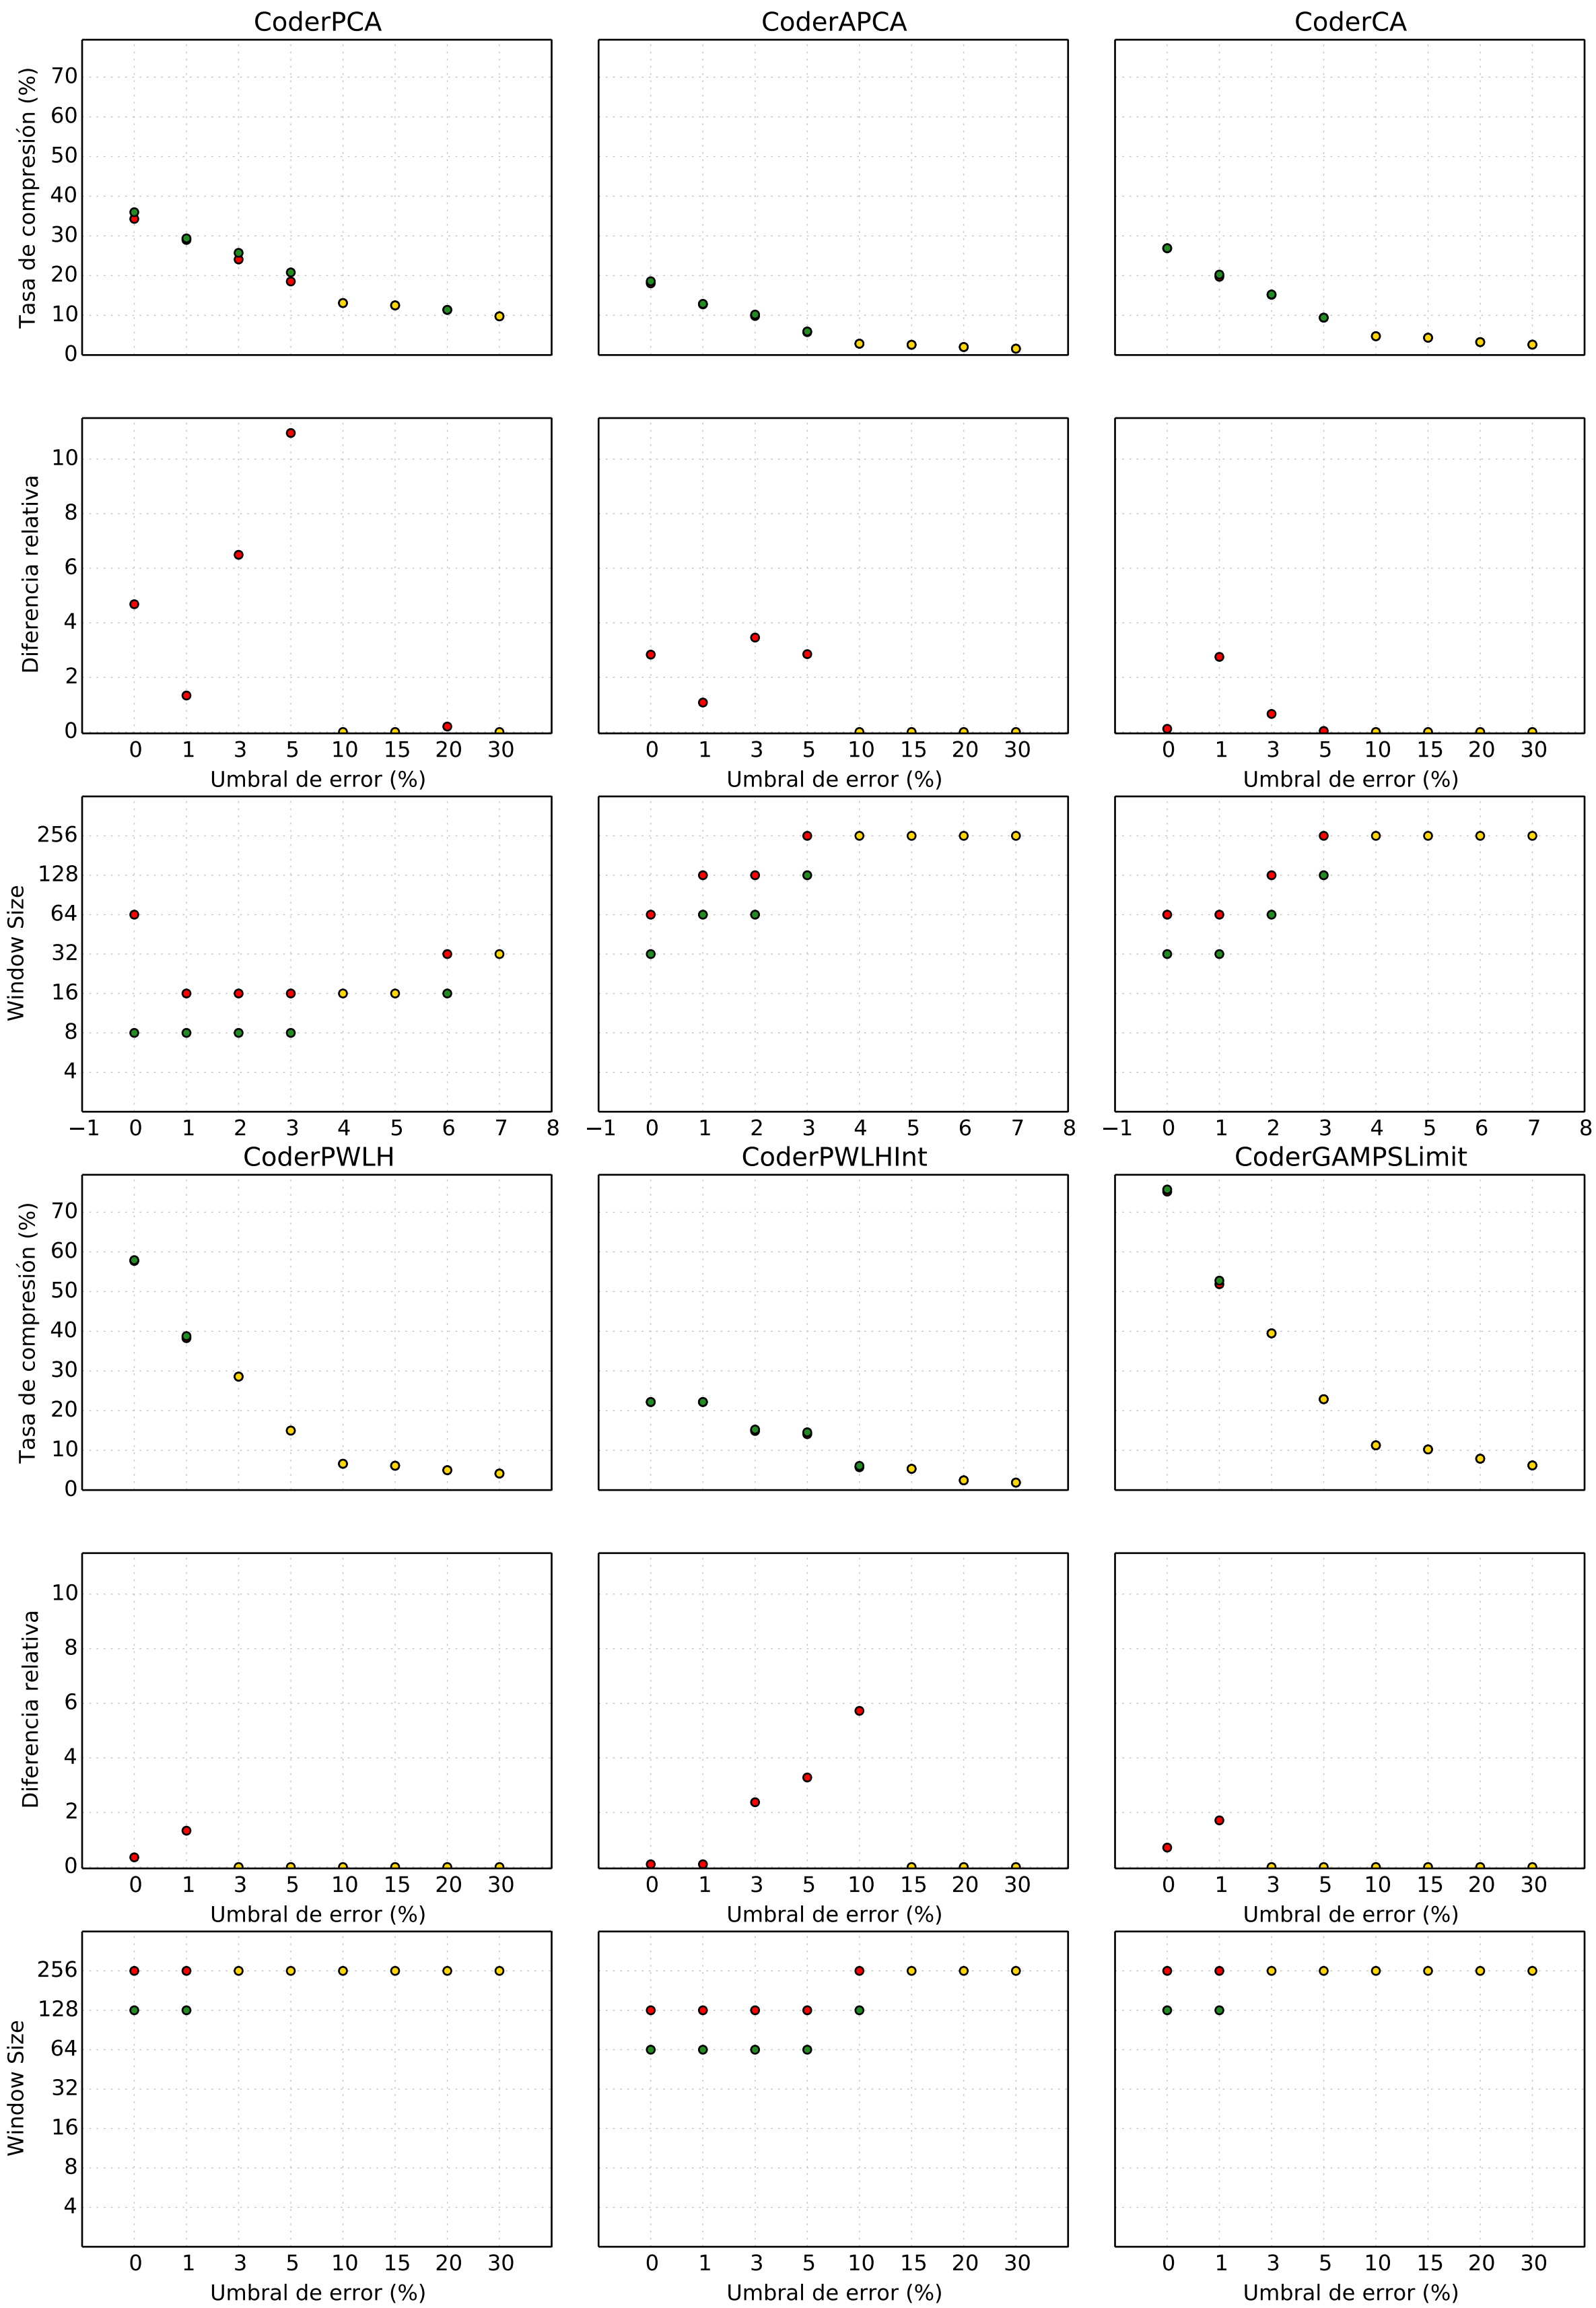 CoderPCA CoderAPCA CoderCA
Tasa de compresión (%)
70
60
50
40
30
20
10
0
Diferencia relativa
10
8
6
4
2
0
0 1 3 5 10 15 20 30 0 1 3 5 10 15 20 30 0 1 3 5 10 15 20 30
Umbral de error (%) Umbral de error (%) Umbral de error (%)
Window Size
256
128
64
32
16
8
4
−1 0 1 2 3 4 5 6 7 8 −1 0 1 2 3 4 5 6 7 8 −1 0 1 2 3 4 5 6 7 8
CoderPWLH CoderPWLHInt CoderGAMPSLimit
Tasa de compresión (%)
70
60
50
40
30
20
10
0
Diferencia relativa
10
8
6
4
2
0
0 1 3 5 10 15 20 30 0 1 3 5 10 15 20 30 0 1 3 5 10 15 20 30
Umbral de error (%) Umbral de error (%) Umbral de error (%)
Window Size
256
128
64
32
16
8
4
0 1 3 5 10 15 20 30 0 1 3 5 10 15 20 30 0 1 3 5 10 15 20 30
Umbral de error (%) Umbral de error (%) Umbral de error (%)